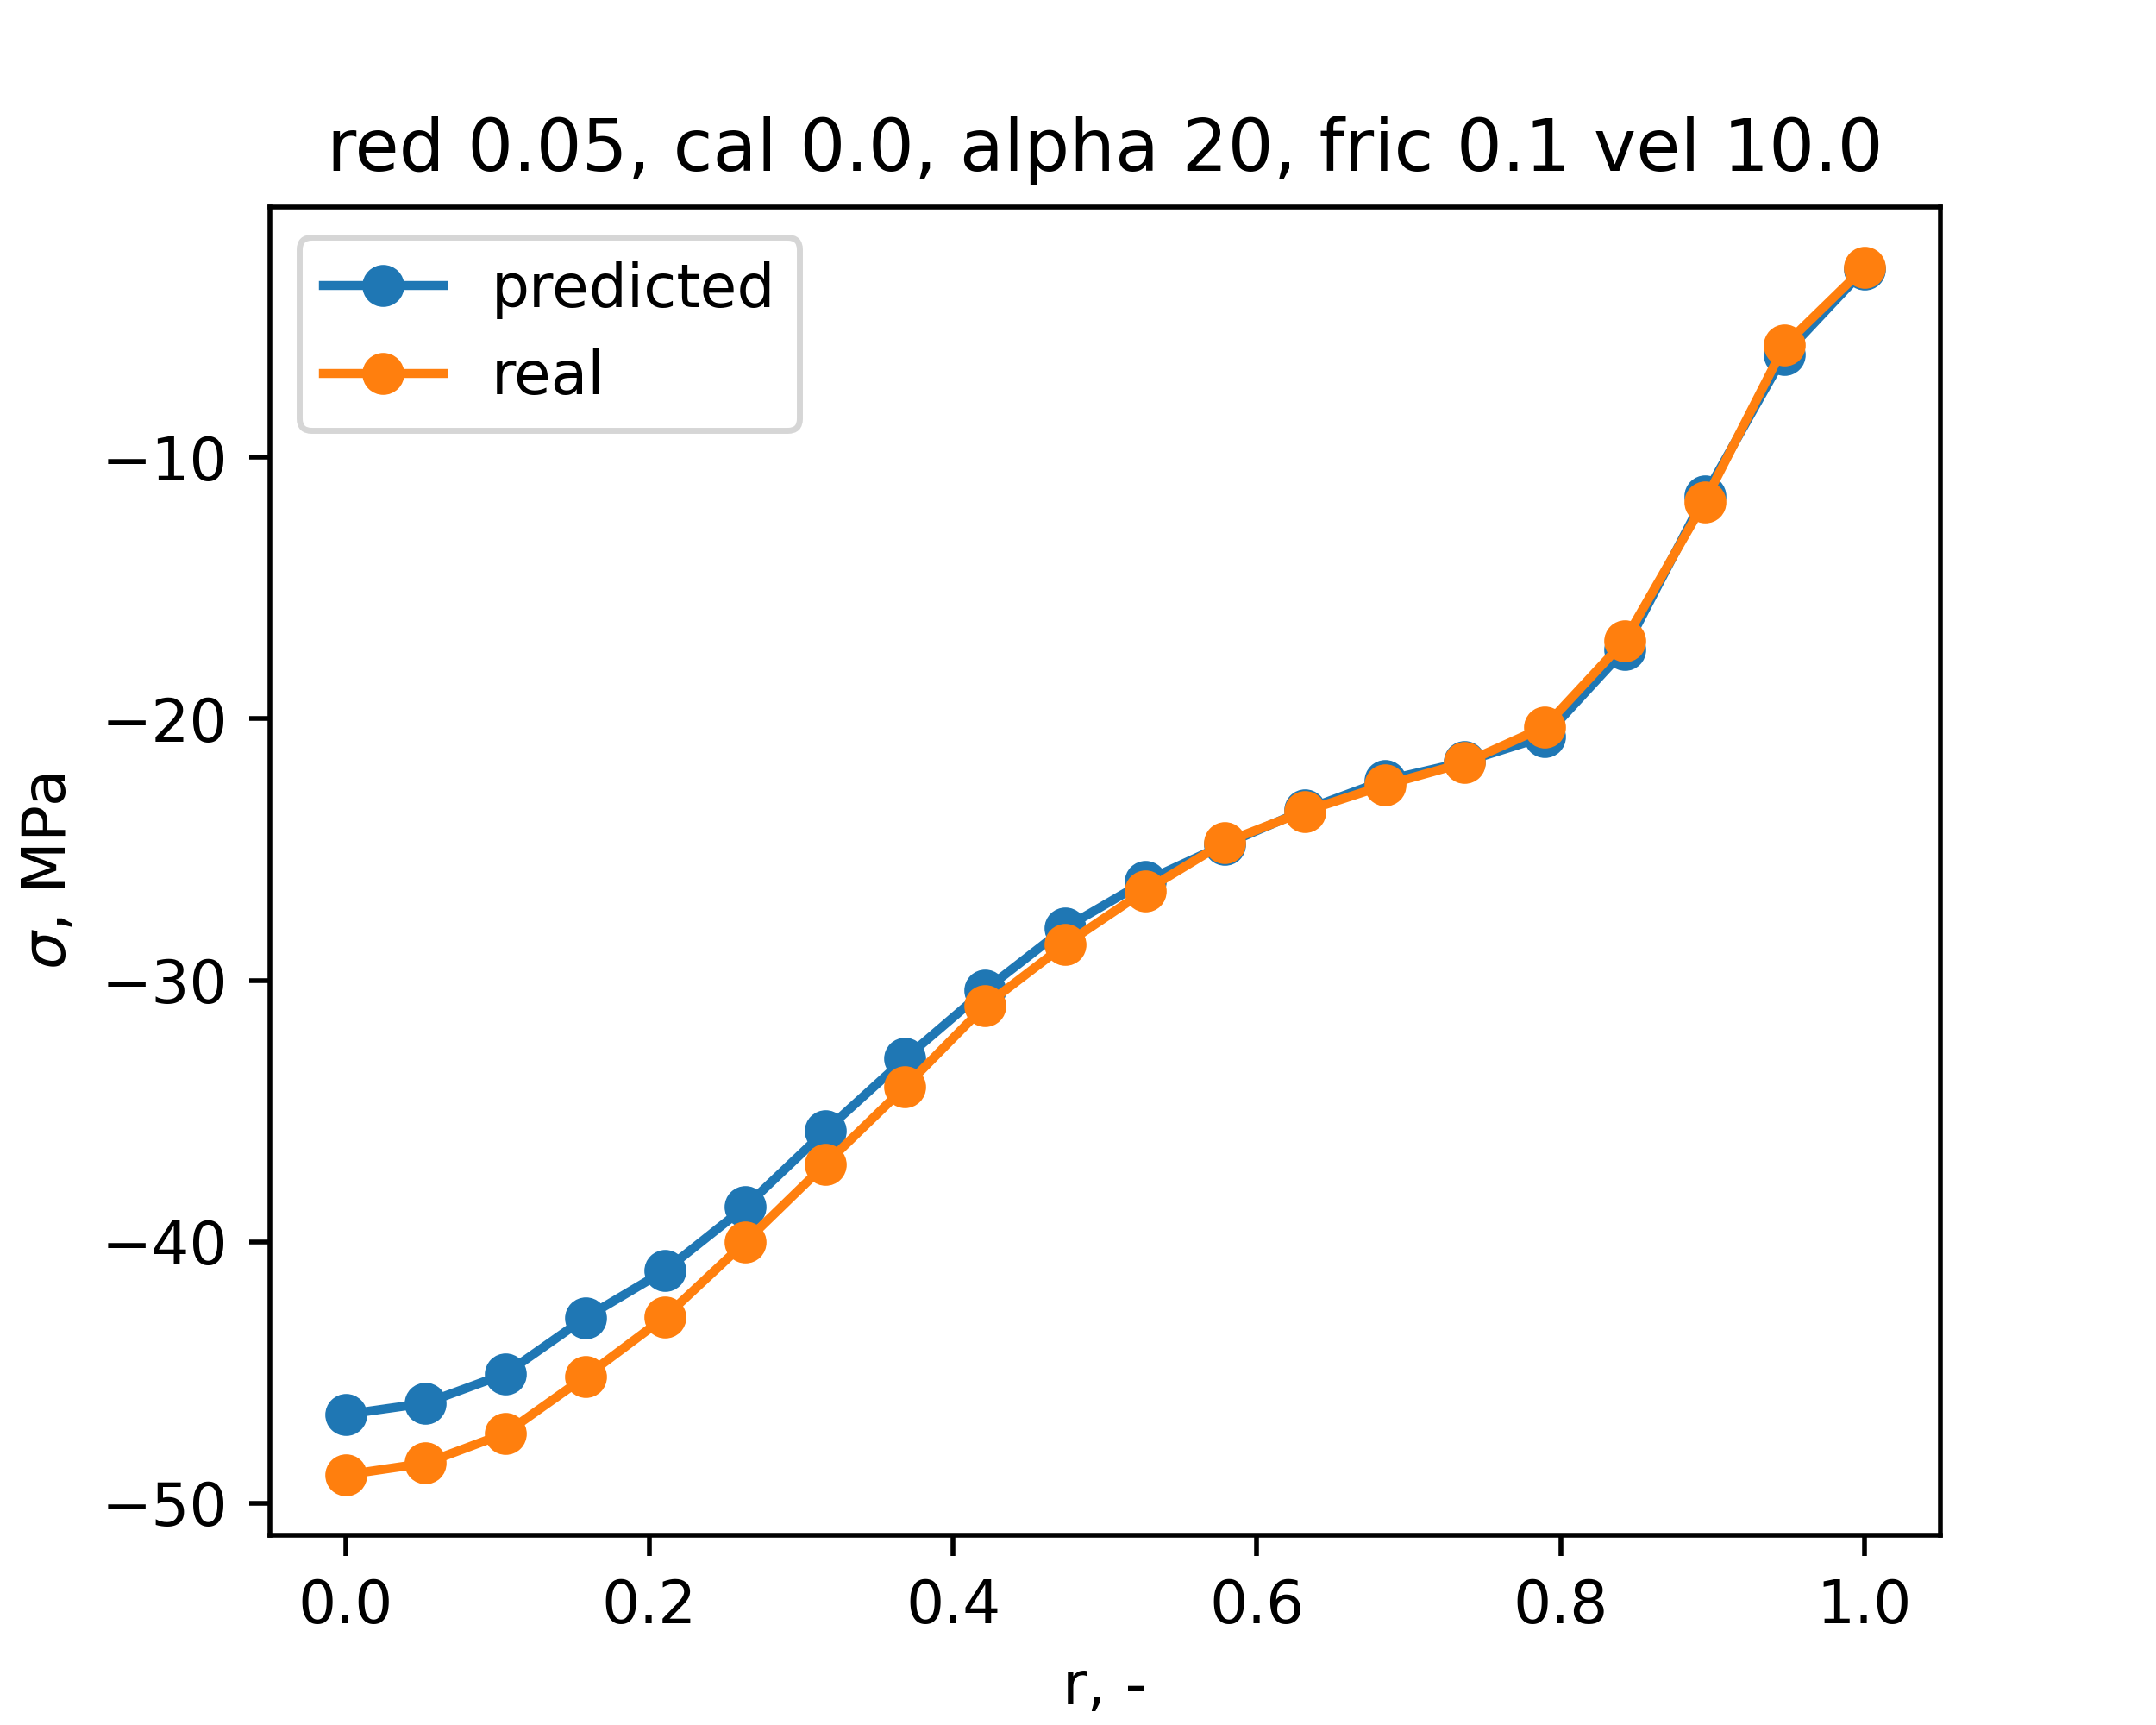 red 0.05, cal 0.0, alpha 20, fric 0.1 vel 10.0
predicted
real
−10
−20
−30
−40
−50
σ, MPa
0.0 0.2 0.4 0.6 0.8 1.0
r, -